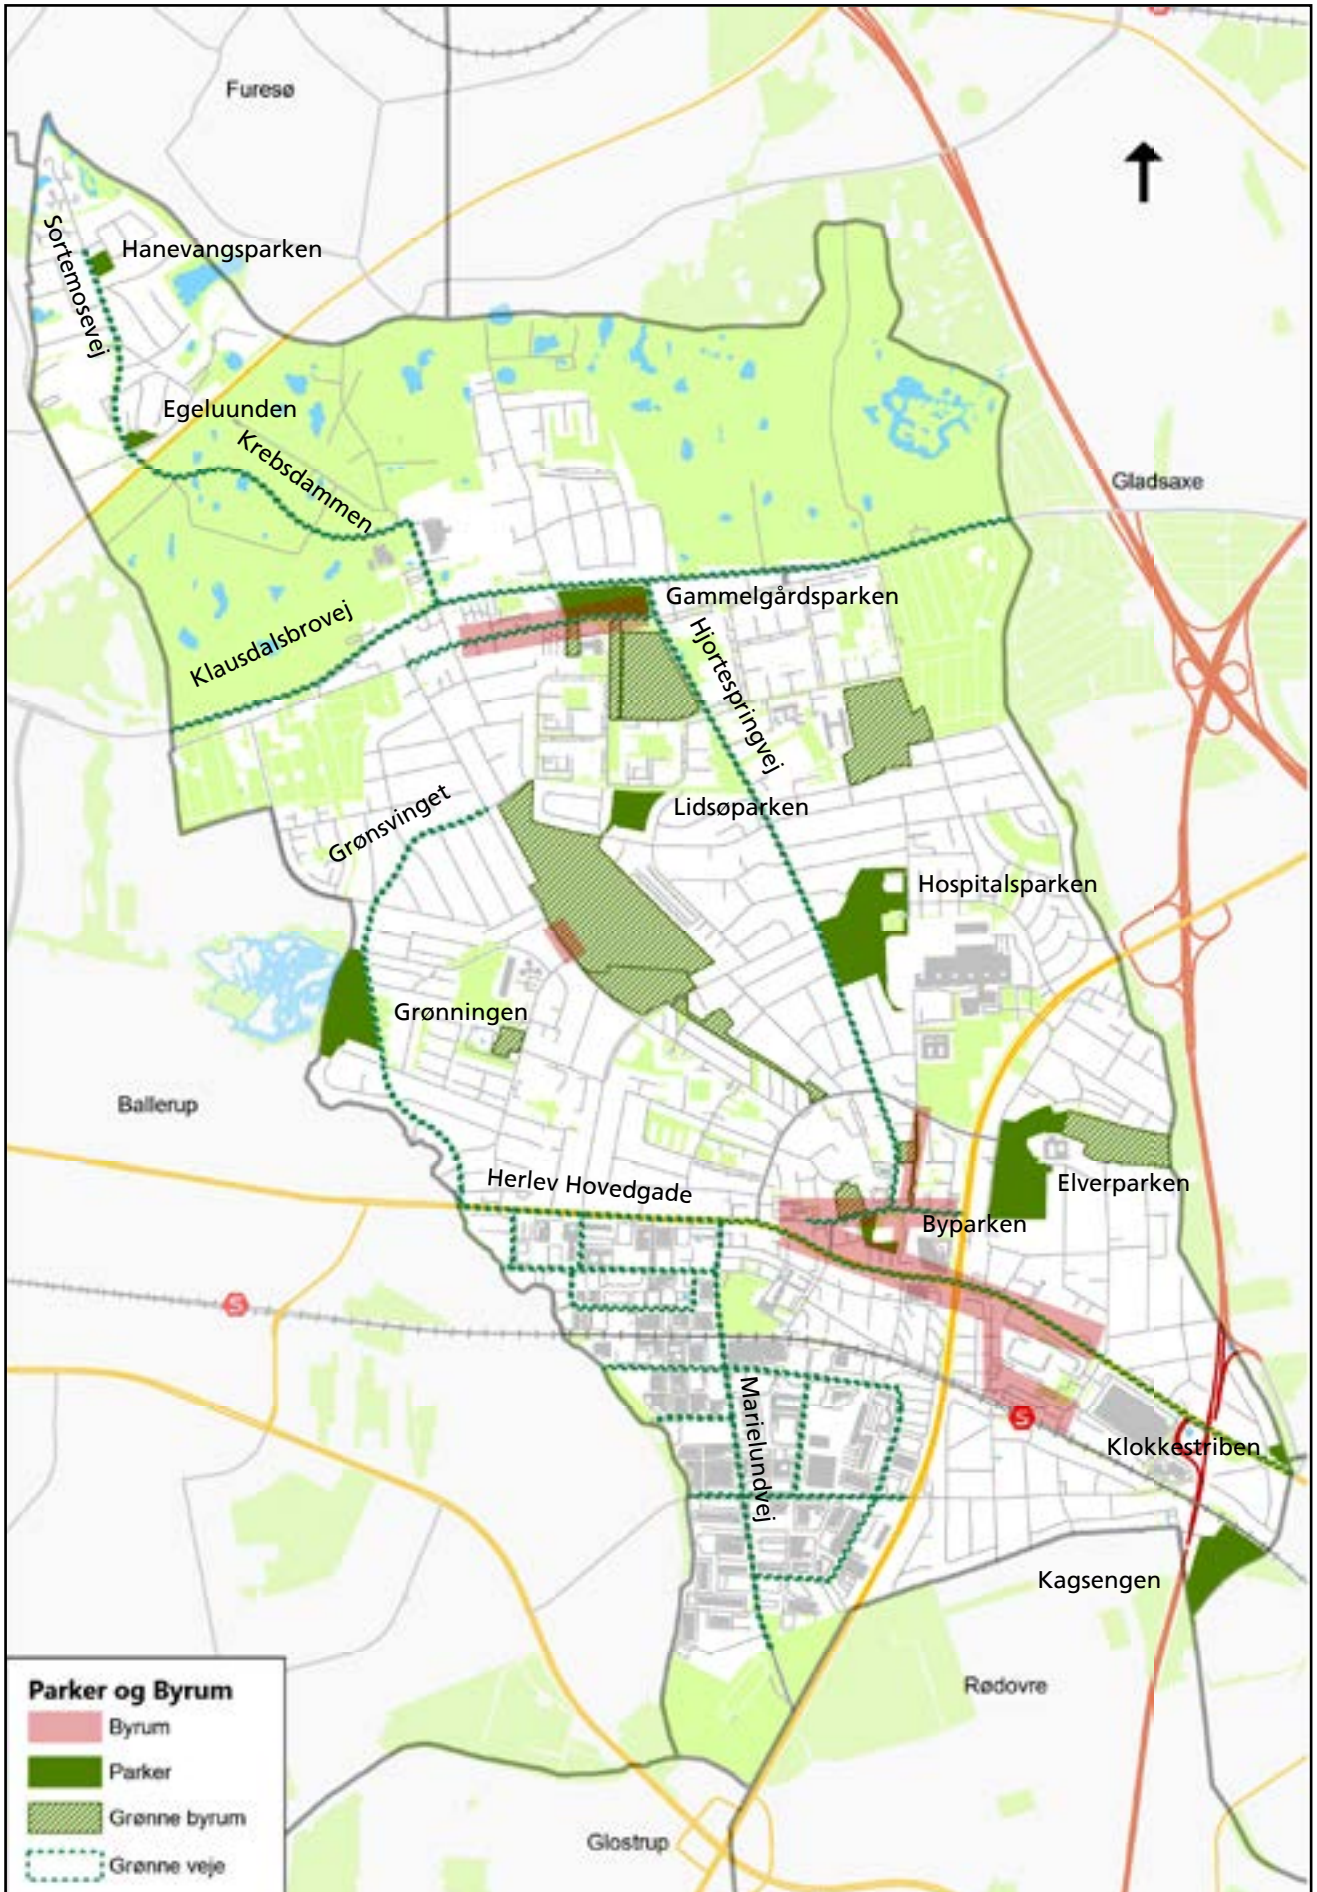 Furesø
Sortemosevej
Hanevangsparken
Egeluunden
Krebsdammen
Gladsaxe
Klausdalsbrovej
Gammelgårdsparken
Hjortespringvej
Grønsvinget
Lidsøparken
Hospitalsparken
Grønningen
Ballerup
Herlev Hovedgade
Elverparken
Byparken
Marielundvej
S
S
Klokkestriben
Kagsengen
Rødovre
Glostrup
Parker og Byrum
Byrum
Parker
Grønne byrum
Grønne veje